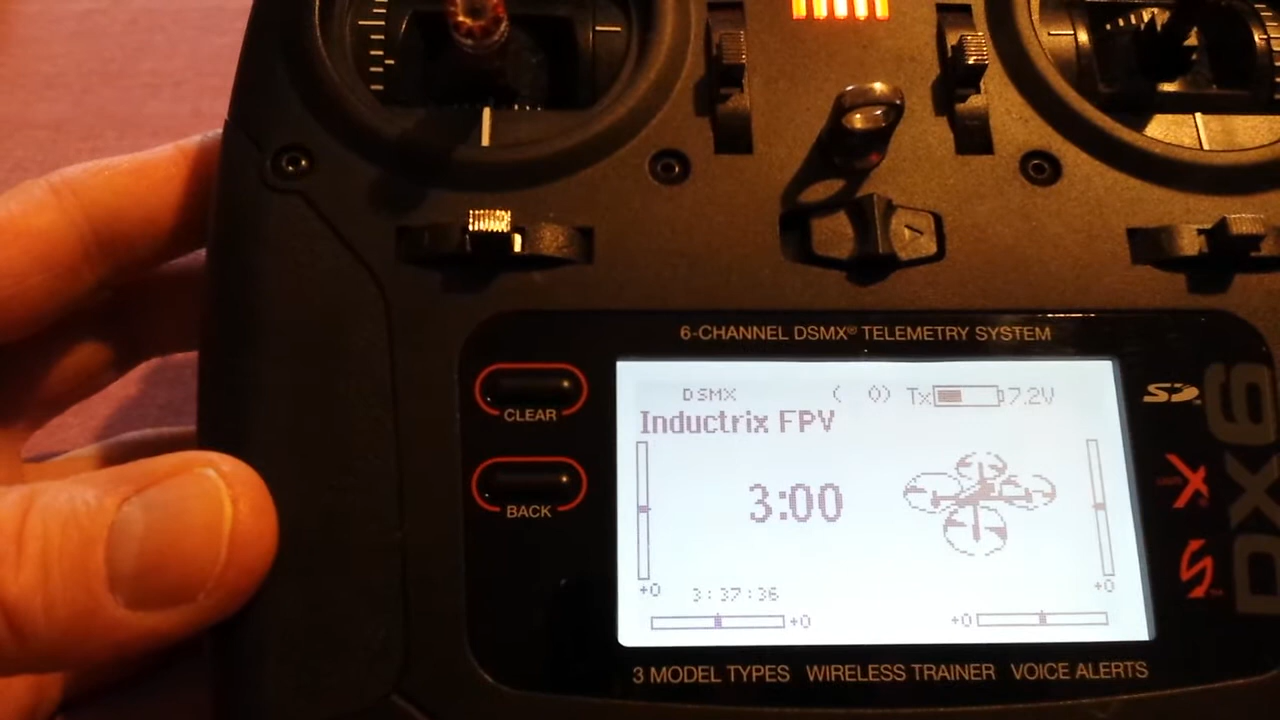 6-CHANNEL DSMX® TELEMETRY SYSTEM
DSMX ( 0) Tx 7.2V
Inductrix FPV
3:00
+0 3:37:36 +0
+0 +0
CLEAR
BACK
SD
DX6
3 MODEL TYPES WIRELESS TRAINER VOICE ALERTS